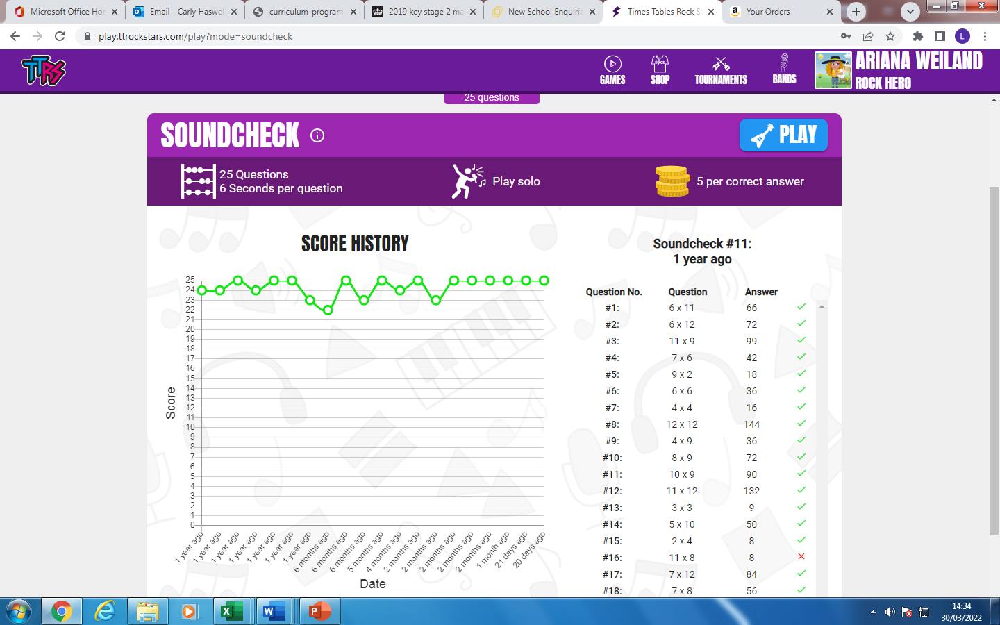 Microsoft Office Hor
Email - Carly Haswel
curriculum-program
2019 key stage 2 ma
New School Enquirie
Times Tables Rock St
Your Orders
play.ttrockstars.com/play?mode=soundcheck
L
TTRS
GAMES
SHOP
TOURNAMENTS
BANDS
ARIANA WEILAND
ROCK HERO
25 questions
SOUNDCHECK
PLAY
25 Questions
6 Seconds per question
Play solo
5 per correct answer
SCORE HISTORY
Score
25
24
23
22
21
20
19
18
17
16
15
14
13
12
11
10
9
8
7
6
5
4
3
2
1
0
1 year ago
1 year ago
1 year ago
1 year ago
1 year ago
1 year ago
1 year ago
6 months ago
6 months ago
6 months ago
5 months ago
4 months ago
2 months ago
2 months ago
2 months ago
2 months ago
2 months ago
1 month ago
21 days ago
20 days ago
Date
Soundcheck #11:
1 year ago
Question No. Question Answer
#1: 6 x 11 66
#2: 6 x 12 72
#3: 11 x 9 99
#4: 7 x 6 42
#5: 9 x 2 18
#6: 6 x 6 36
#7: 4 x 4 16
#8: 12 x 12 144
#9: 4 x 9 36
#10: 8 x 9 72
#11: 10 x 9 90
#12: 11 x 12 132
#13: 3 x 3 9
#14: 5 x 10 50
#15: 2 x 4 8
#16: 11 x 8 8
#17: 7 x 12 84
#18: 7 x 8 56
14:34
30/03/2022